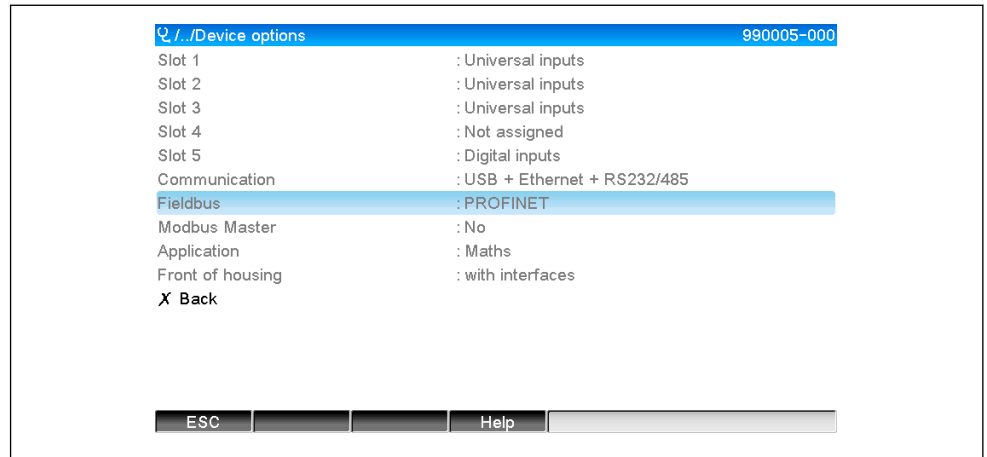 /../Device options 990005-000
Slot 1 : Universal inputs
Slot 2 : Universal inputs
Slot 3 : Universal inputs
Slot 4 : Not assigned
Slot 5 : Digital inputs
Communication : USB + Ethernet + RS232/485
Fieldbus : PROFINET
Modbus Master : No
Application : Maths
Front of housing : with interfaces
X Back
ESC Help